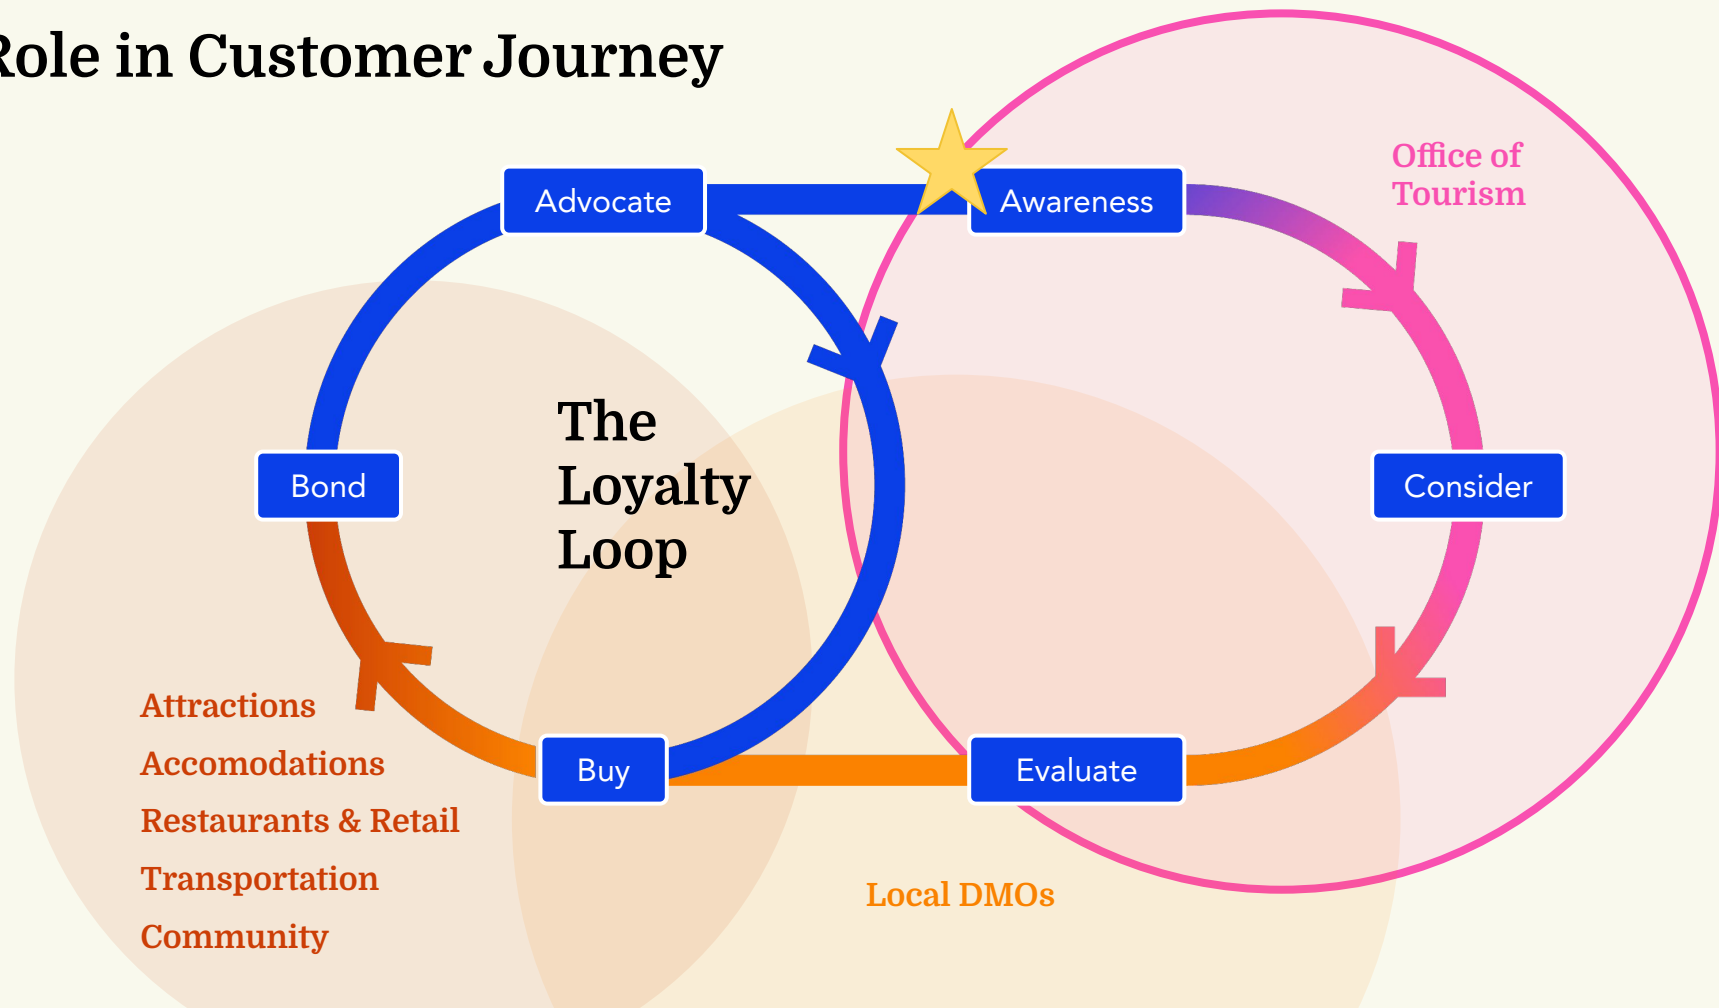 Role in Customer Journey
Office of
Tourism
Advocate
Awareness
The
Loyalty
Loop
Bond
Consider
Attractions
Accomodations
Restaurants & Retail
Transportation
Community
Buy
Evaluate
Local DMOs